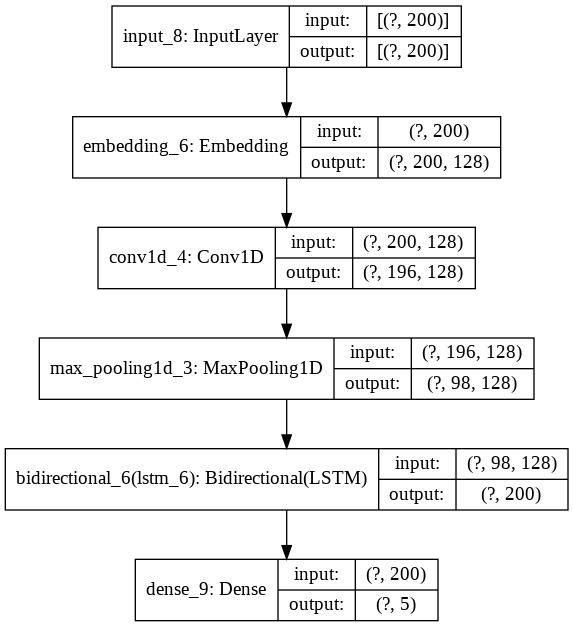 input_8: InputLayer
input: [(?, 200)]
output: [(?, 200)]
embedding_6: Embedding
input: (?, 200)
output: (?, 200, 128)
conv1d_4: Conv1D
input: (?, 200, 128)
output: (?, 196, 128)
max_pooling1d_3: MaxPooling1D
input: (?, 196, 128)
output: (?, 98, 128)
bidirectional_6(lstm_6): Bidirectional(LSTM)
input: (?, 98, 128)
output: (?, 200)
dense_9: Dense
input: (?, 200)
output: (?, 5)